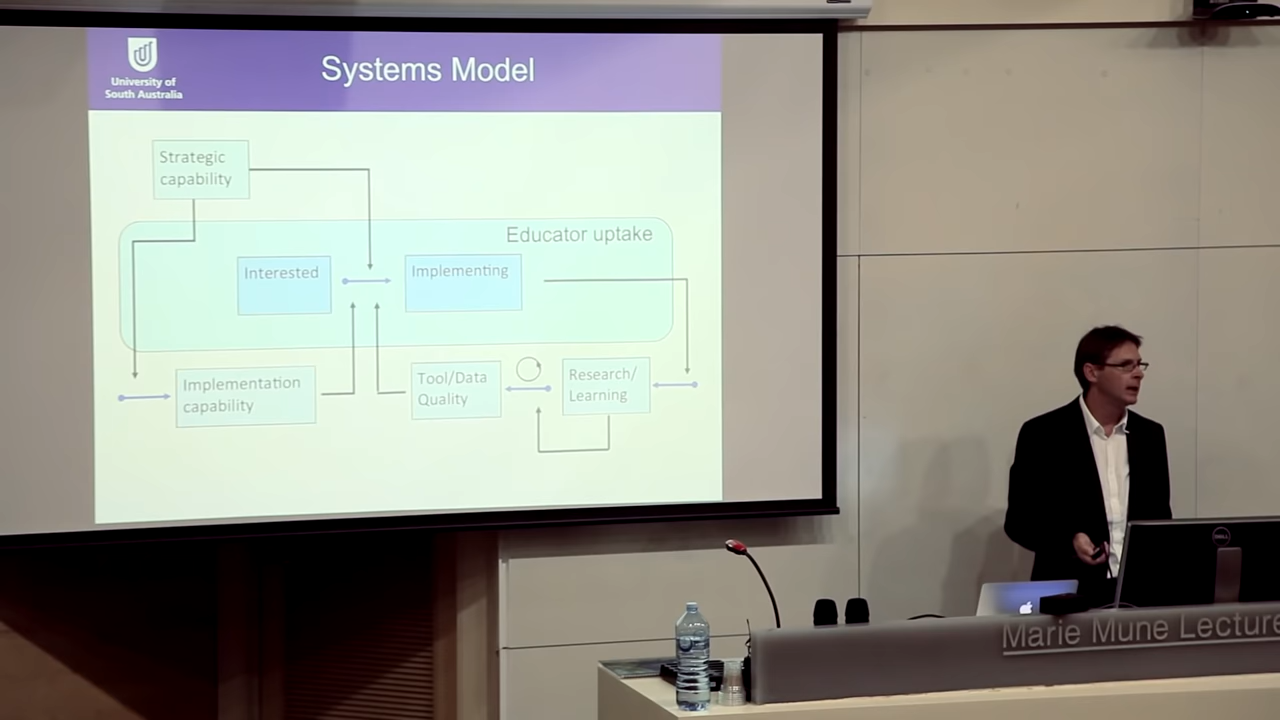 University of
South Australia
Systems Model
Strategic
capability
Educator uptake
Interested
Implementing
Implementation
capability
Tool/Data
Quality
Research/
Learning
DELL
Marie Mune Lecture